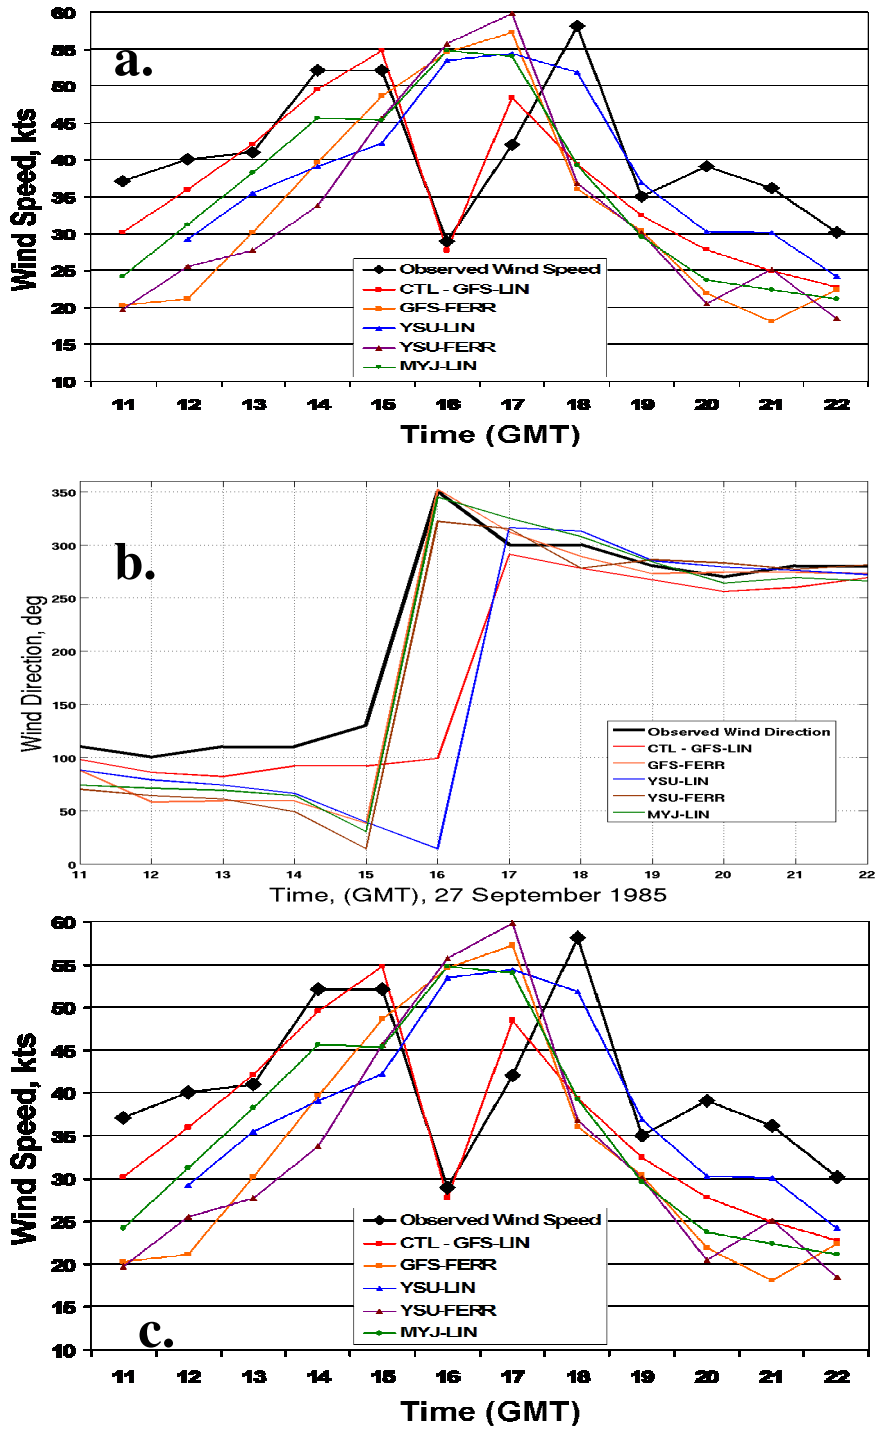 60
55
50
45
40
35
30
25
20
15
10
Wind Speed, kts
a.
Observed Wind Speed
CTL - GFS-LIN
GFS-FERR
YSU-LIN
YSU-FERR
MYJ-LIN
11 12 13 14 15 16 17 18 19 20 21 22
Time (GMT)
350
300
250
200
150
100
50
0
Wind Direction, deg
b.
Observed Wind Direction
CTL - GFS-LIN
GFS-FERR
YSU-LIN
YSU-FERR
MYJ-LIN
11 12 13 14 15 16 17 18 19 20 21 22
Time, (GMT), 27 September 1985
60
55
50
45
40
35
30
25
20
15
10
Wind Speed, kts
Observed Wind Speed
CTL - GFS-LIN
GFS-FERR
YSU-LIN
YSU-FERR
MYJ-LIN
c.
11 12 13 14 15 16 17 18 19 20 21 22
Time (GMT)